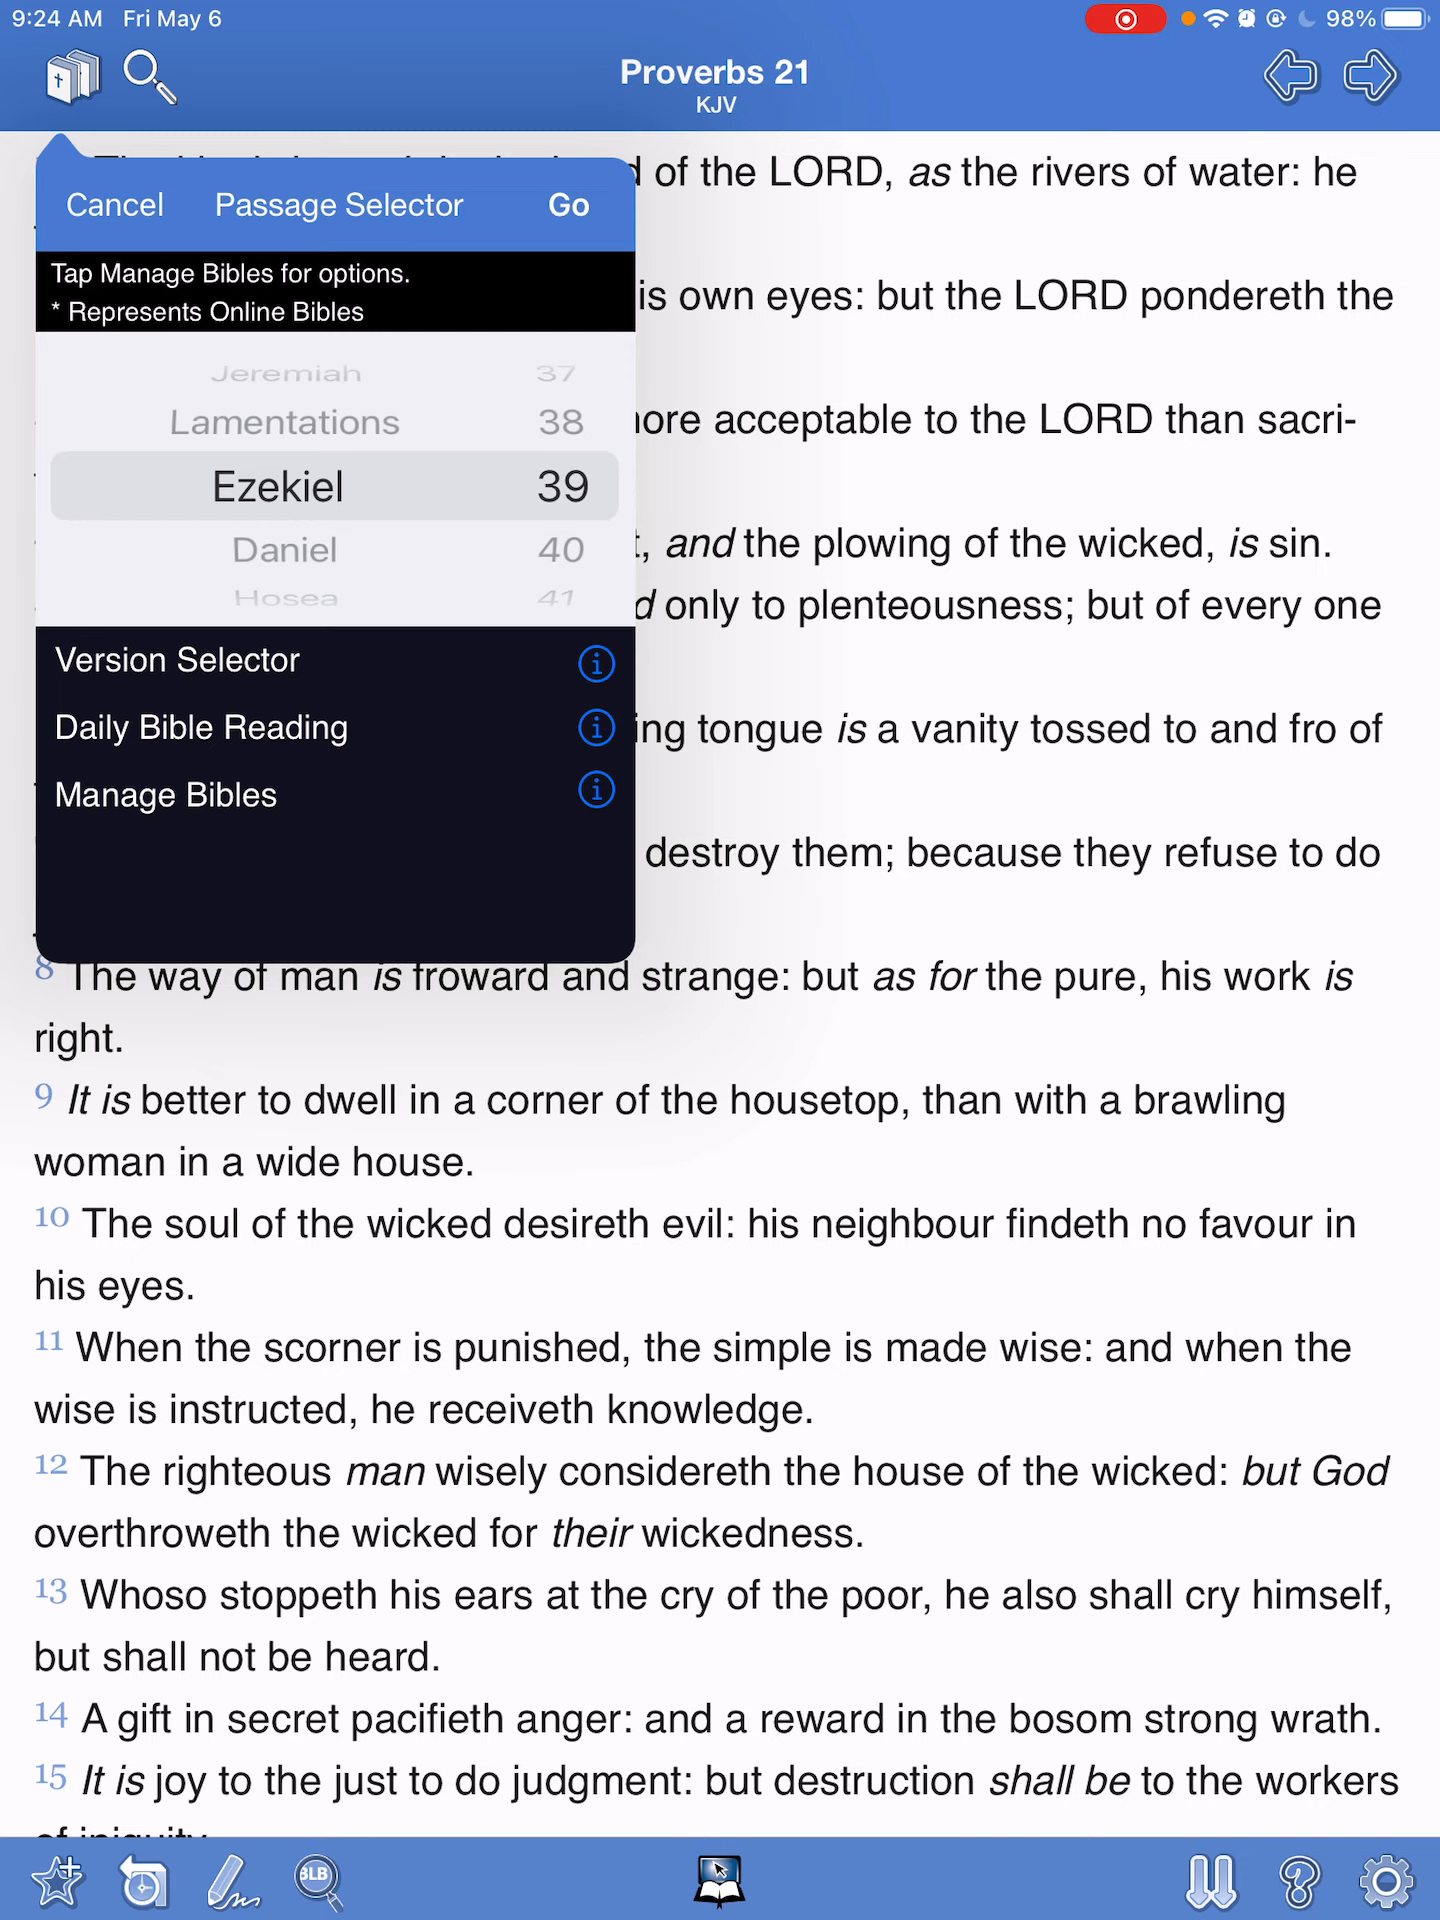 9:24 AM Fri May 6
98%
Proverbs 21
KJV
of the LORD, as the rivers of water: he
Cancel Passage Selector Go
Tap Manage Bibles for options.
* Represents Online Bibles
is own eyes: but the LORD pondereth the
Jeremiah 37
Lamentations 38
acceptable to the LORD than sacri-
Ezekiel 39
Daniel 40
and the plowing of the wicked, is sin.
Hosea 41
only to plenteousness; but of every one
Version Selector
Daily Bible Reading
ing tongue is a vanity tossed to and fro of
Manage Bibles
destroy them; because they refuse to do
8 The way of man is froward and strange: but as for the pure, his work is
right.
9 It is better to dwell in a corner of the housetop, than with a brawling
woman in a wide house.
10 The soul of the wicked desireth evil: his neighbour findeth no favour in
his eyes.
11 When the scorner is punished, the simple is made wise: and when the
wise is instructed, he receiveth knowledge.
12 The righteous man wisely considereth the house of the wicked: but God
overthroweth the wicked for their wickedness.
13 Whoso stoppeth his ears at the cry of the poor, he also shall cry himself,
but shall not be heard.
14 A gift in secret pacifieth anger: and a reward in the bosom strong wrath.
15 It is joy to the just to do judgment: but destruction shall be to the workers
of iniquity.
BLB